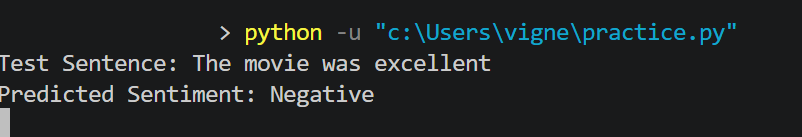 > python -u "c:\Users\vigne\practice.py"
Test Sentence: The movie was excellent
Predicted Sentiment: Negative